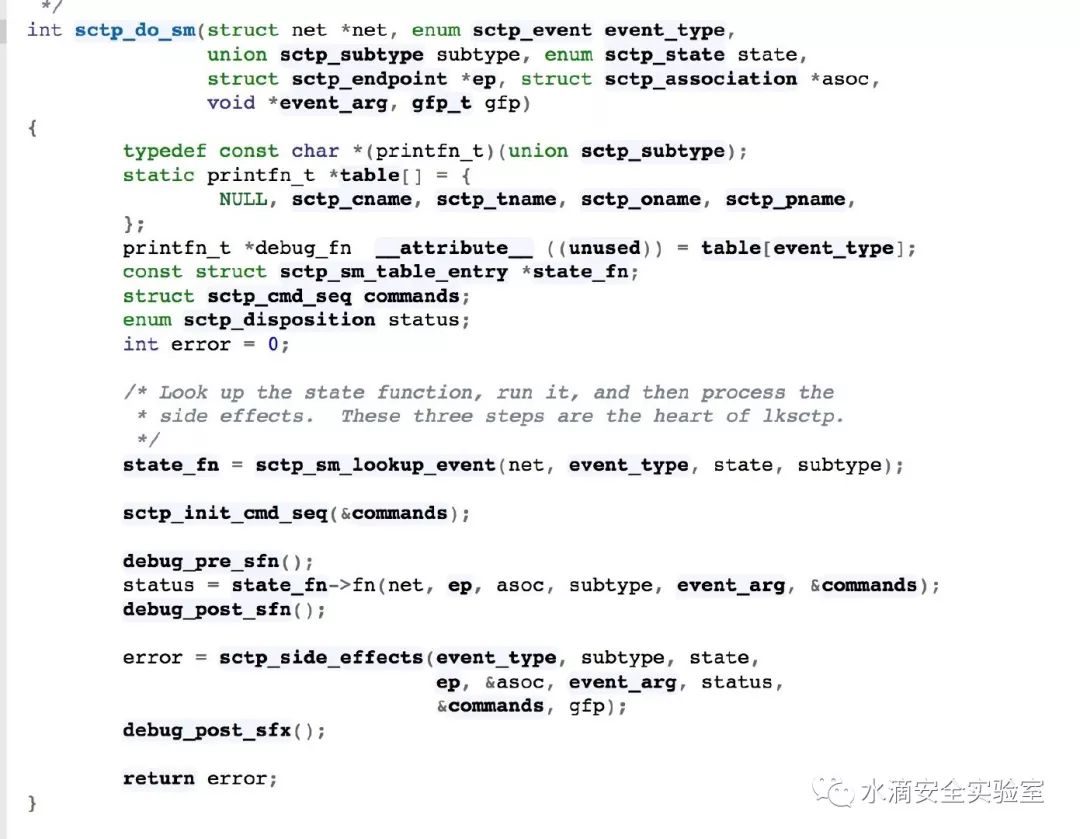 */
int sctp_do_sm(struct net *net, enum sctp_event event_type,
               union sctp_subtype subtype, enum sctp_state state,
               struct sctp_endpoint *ep, struct sctp_association *asoc,
               void *event_arg, gfp_t gfp)
{
        typedef const char *(printfn_t)(union sctp_subtype);
        static printfn_t *table[] = {
                NULL, sctp_cname, sctp_tname, sctp_oname, sctp_pname,
        };
        printfn_t *debug_fn  __attribute__ ((unused)) = table[event_type];
        const struct sctp_sm_table_entry *state_fn;
        struct sctp_cmd_seq commands;
        enum sctp_disposition status;
        int error = 0;

        /* Look up the state function, run it, and then process the
         * side effects.  These three steps are the heart of lksctp.
         */
        state_fn = sctp_sm_lookup_event(net, event_type, state, subtype);

        sctp_init_cmd_seq(&commands);

        debug_pre_sfn();
        status = state_fn->fn(net, ep, asoc, subtype, event_arg, &commands);
        debug_post_sfn();

        error = sctp_side_effects(event_type, subtype, state,
                                  ep, &asoc, event_arg, status,
                                  &commands, gfp);
        debug_post_sfx();

        return error;
}
水滴安全实验室